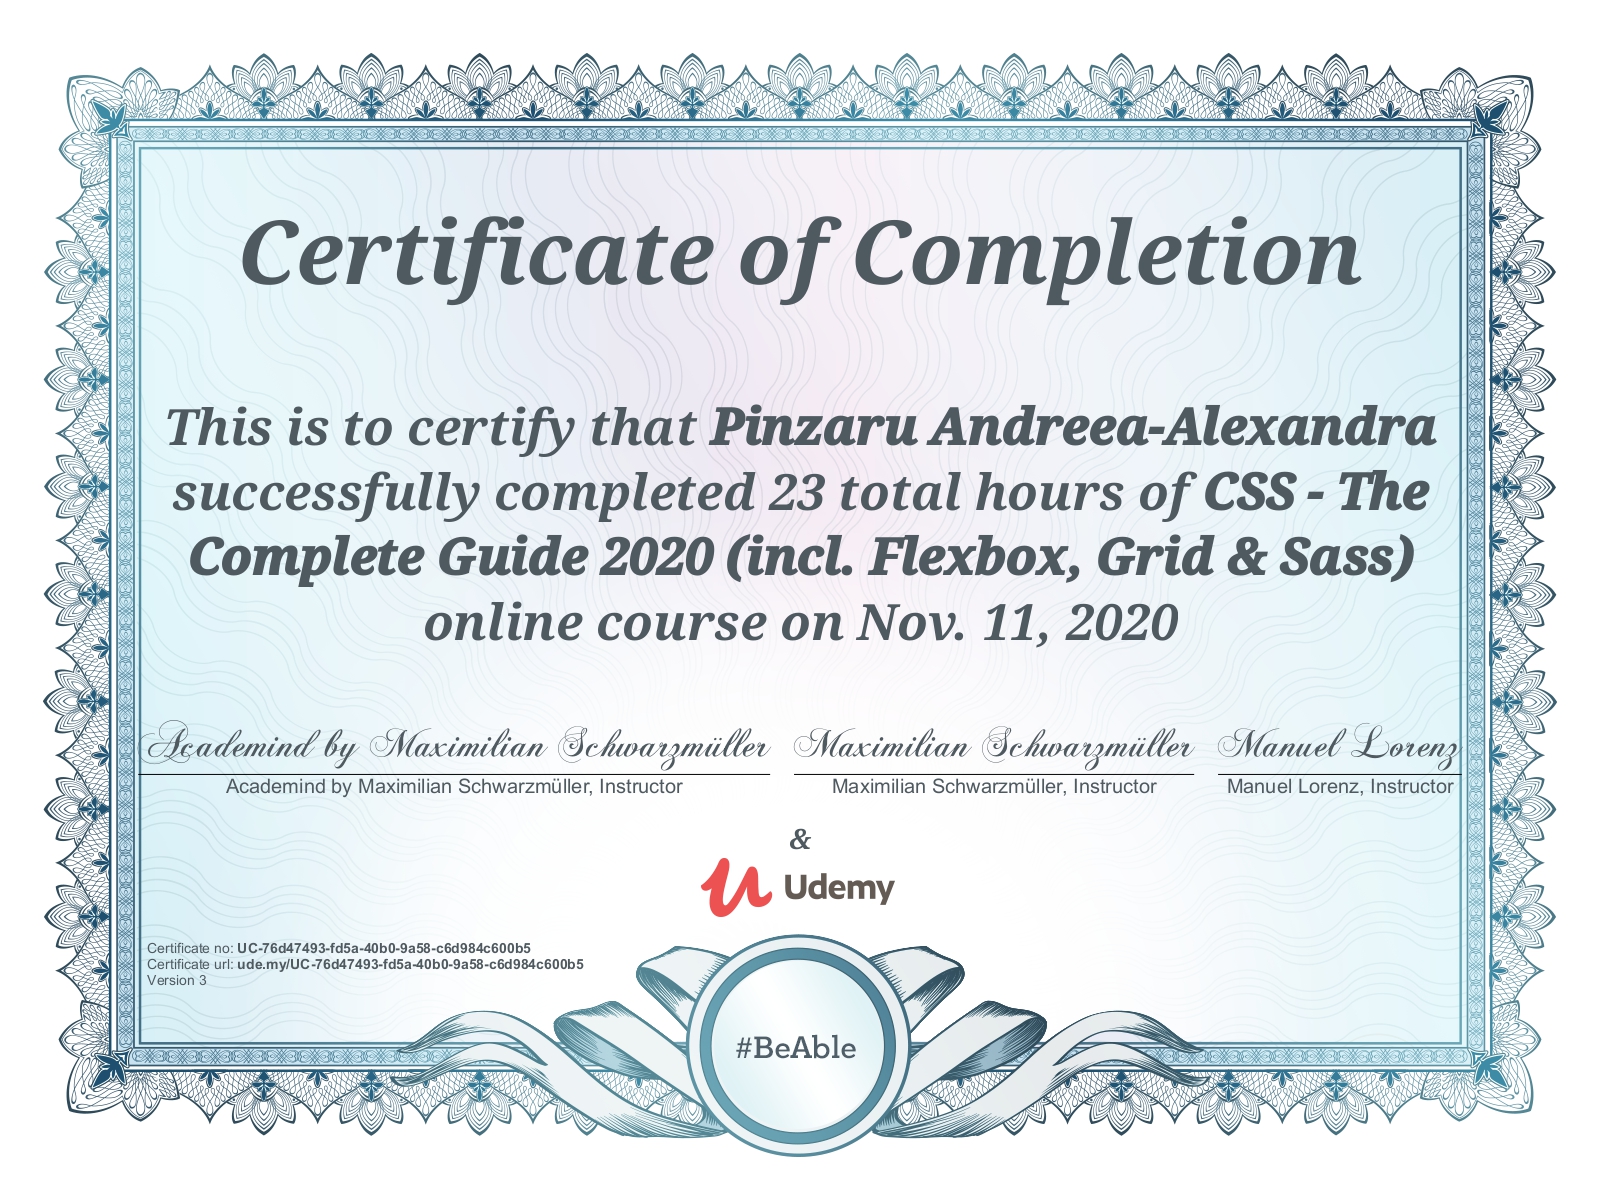 Certificate of Completion
This is to certify that Pinzaru Andreea-Alexandra
successfully completed 23 total hours of CSS - The
Complete Guide 2020 (incl. Flexbox, Grid & Sass)
online course on Nov. 11, 2020
Academind by Maximilian Schwarzmüller Maximilian Schwarzmüller Manuel Lorenz
Academind by Maximilian Schwarzmüller, Instructor Maximilian Schwarzmüller, Instructor Manuel Lorenz, Instructor
&
Udemy
Certificate no: UC-76d47493-fd5a-40b0-9a58-c6d984c600b5
Certificate url: ude.my/UC-76d47493-fd5a-40b0-9a58-c6d984c600b5
Version 3
#BeAble